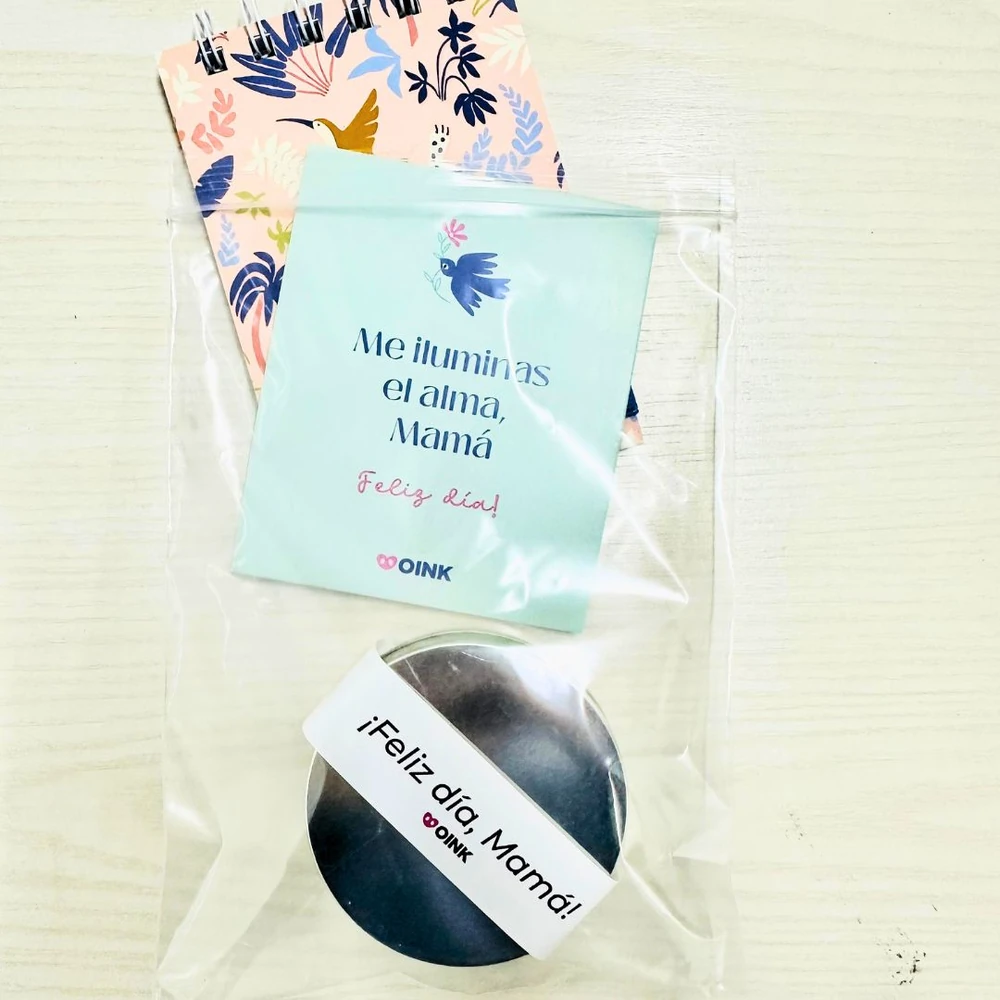 Me iluminas
el alma,
Mamá
Feliz día!
OINK
¡Feliz día, Mamá!
OINK